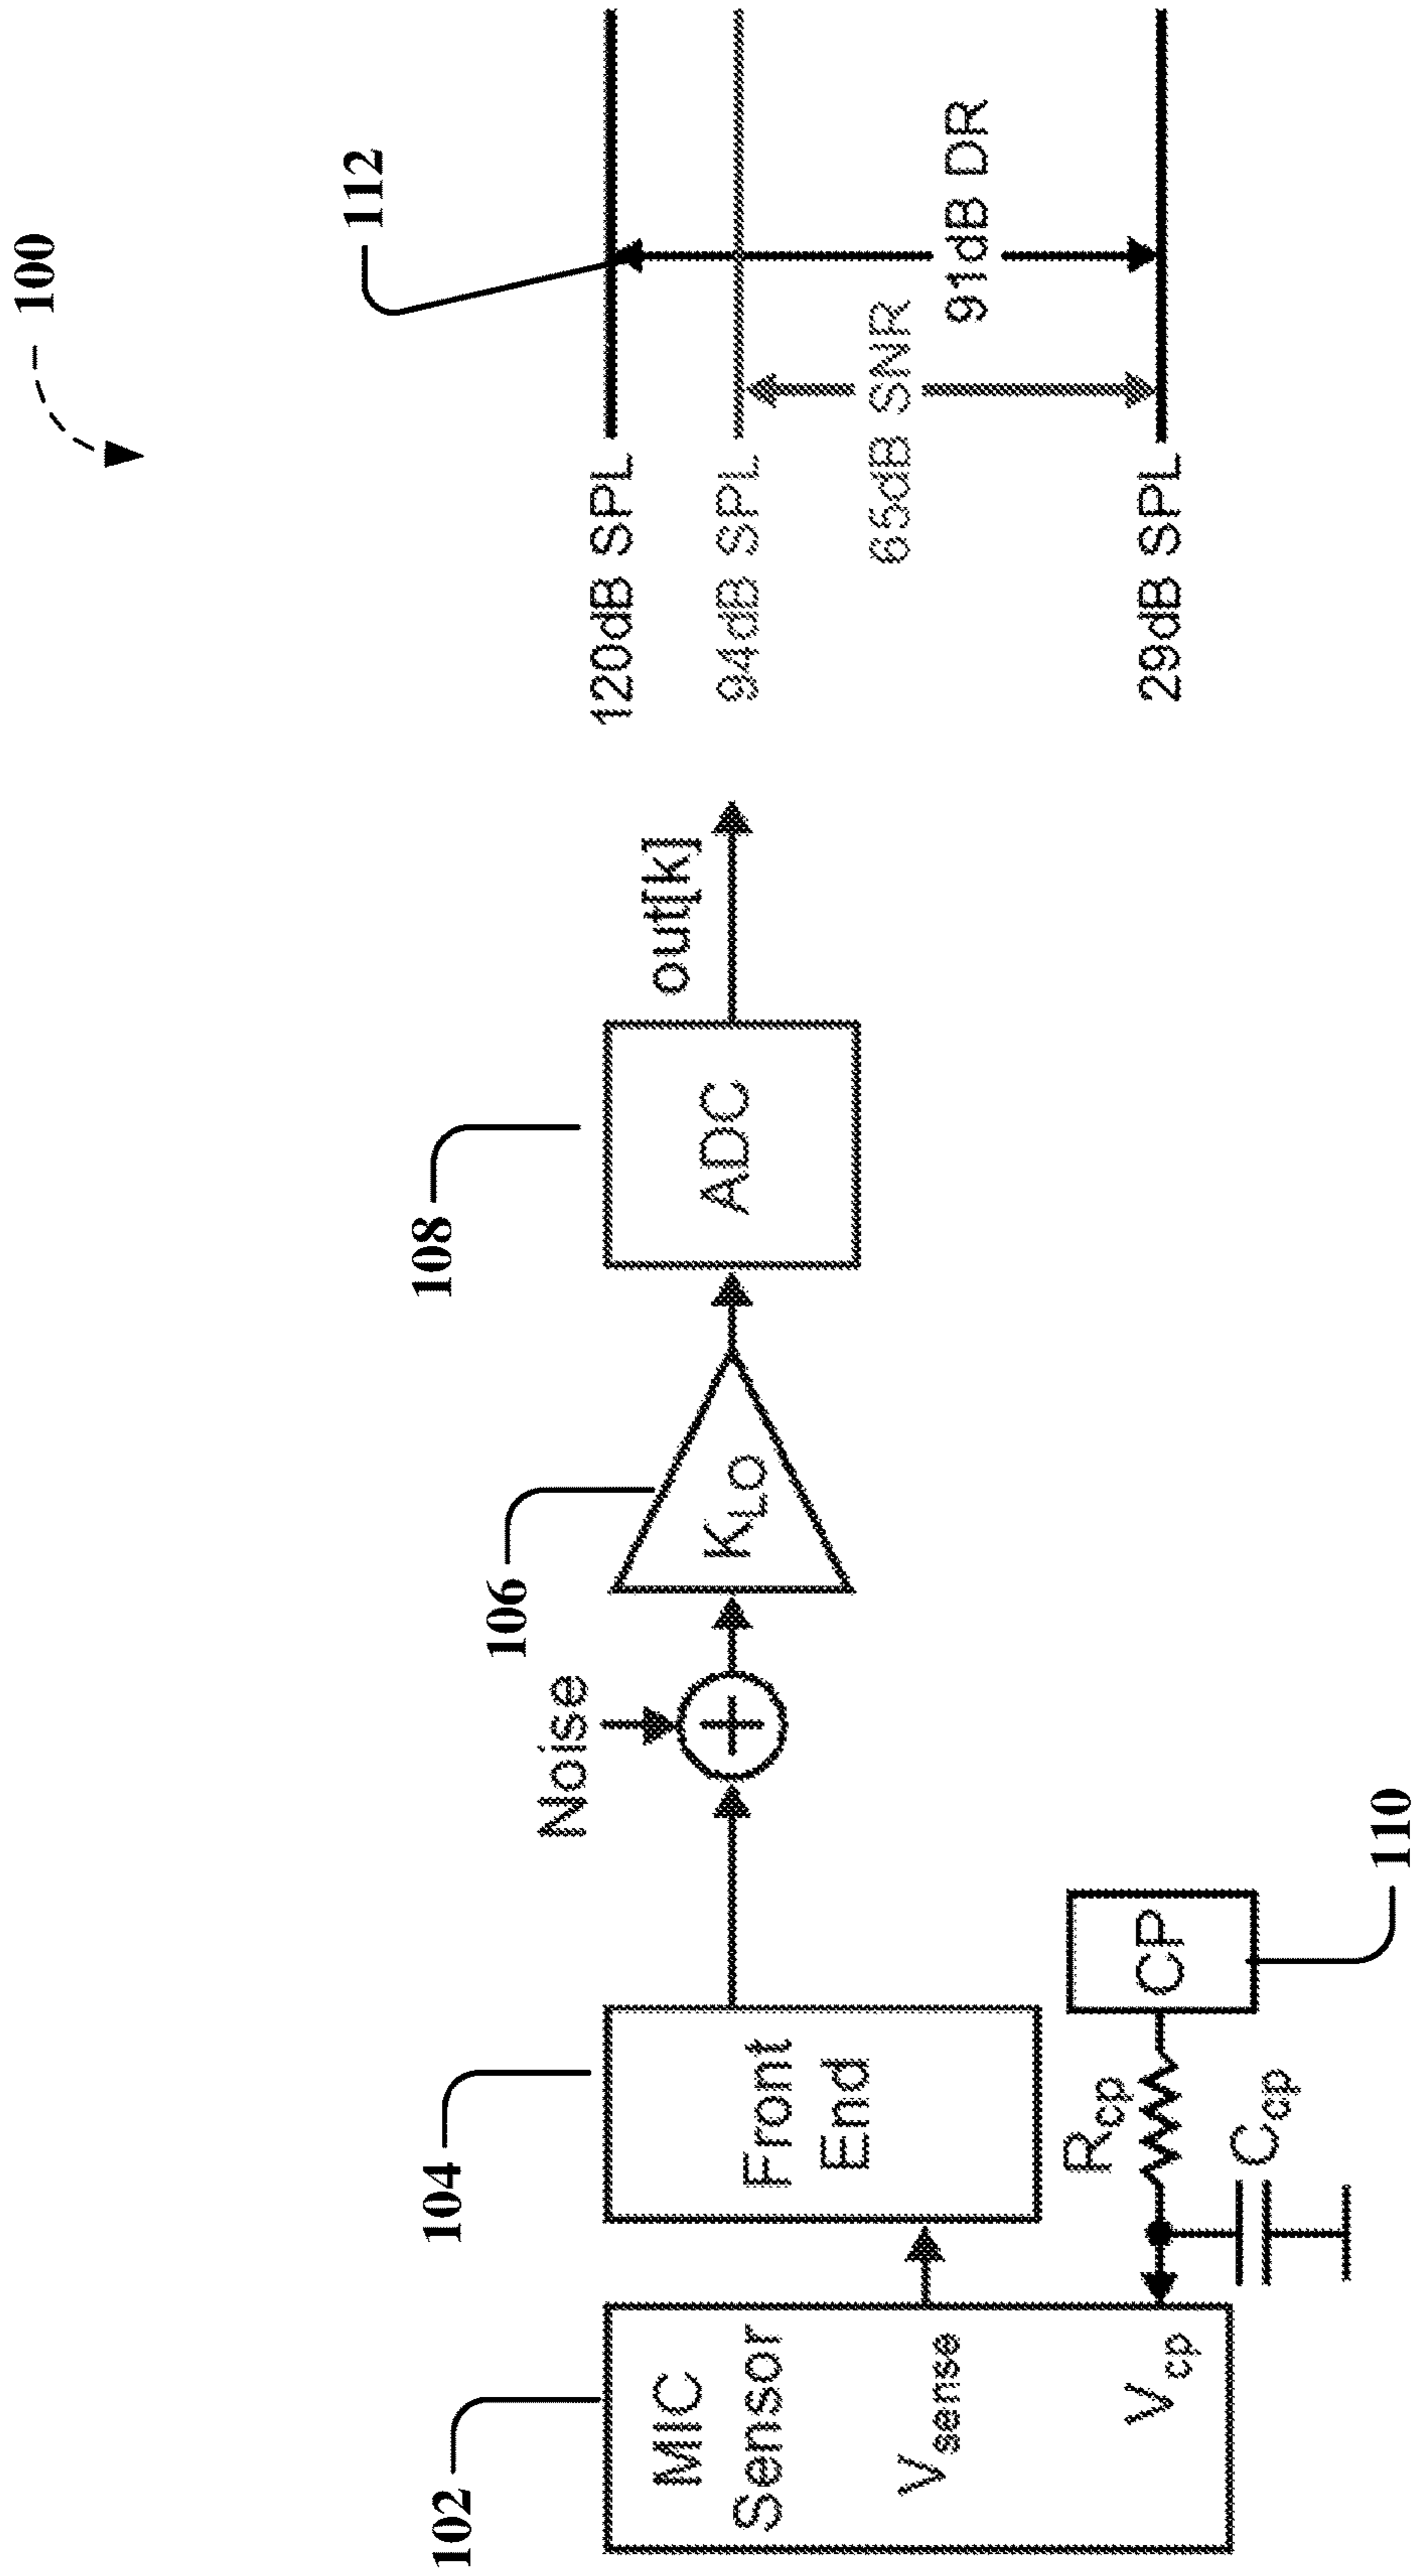 100
112
120dB SPL
94dB SPL
65dB SNR
91dB DR
29dB SPL
102
104
106
108
110
MIC
Sensor
Vsense
Vcp
Front
End
Noise
+
KLO
ADC
out[k]
Rcp
Ccp
CP